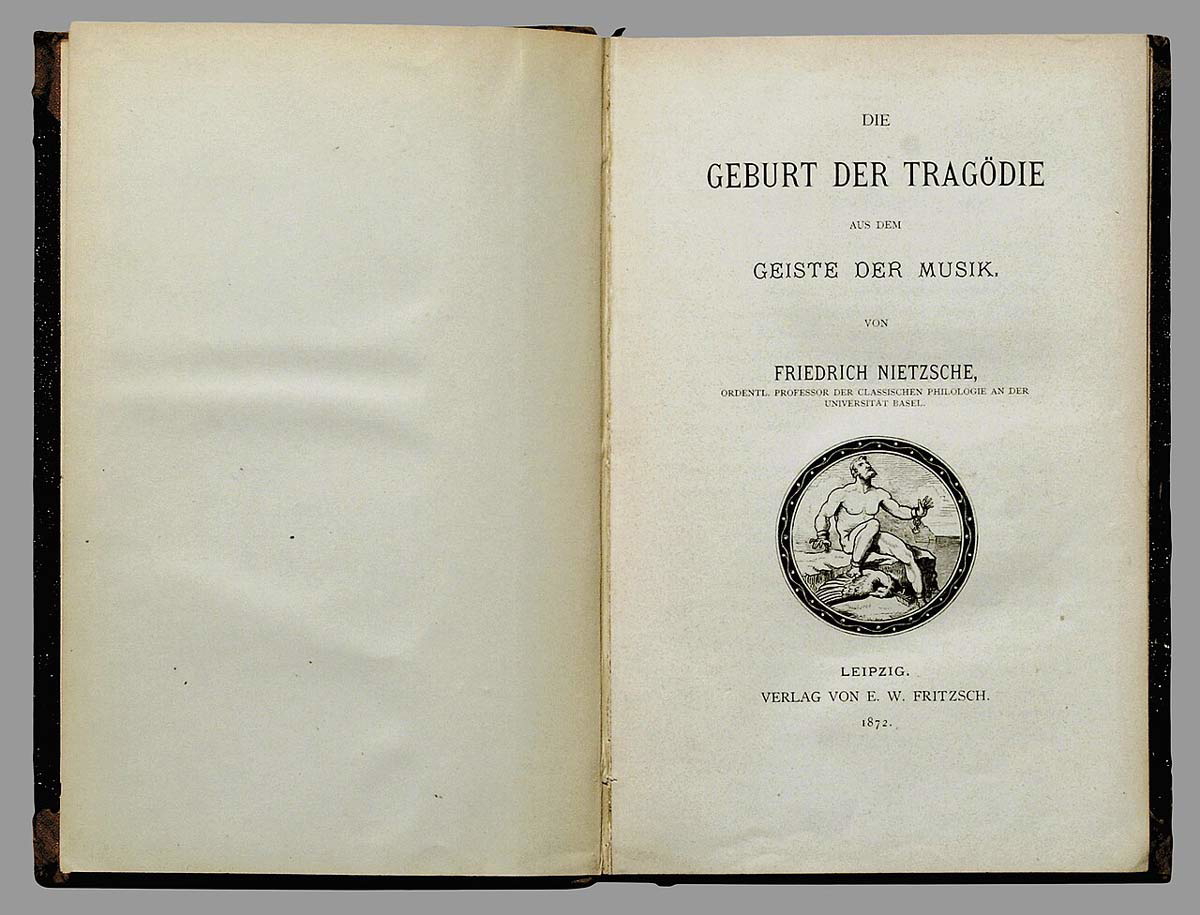 DIE
GEBURT DER TRAGÖDIE
AUS DEM
GEISTE DER MUSIK.
VON
FRIEDRICH NIETZSCHE,
ORDENTL. PROFESSOR DER CLASSISCHEN PHILOLOGIE AN DER
UNIVERSITÄT BASEL.
LEIPZIG.
VERLAG VON E. W. FRITZSCH.
1872.